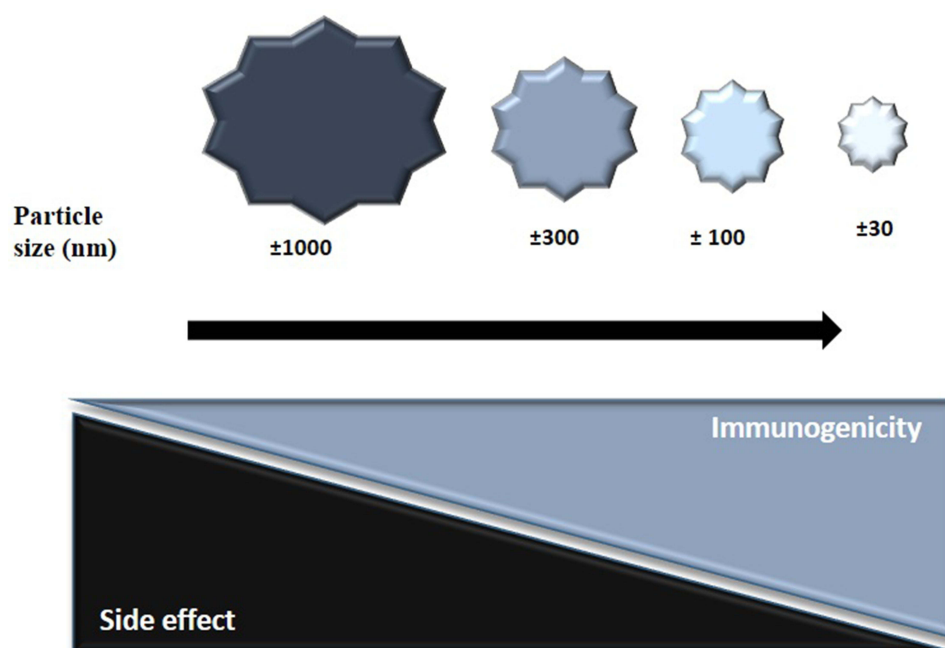 Particle
size (nm)
±1000
±300
± 100
±30
Immunogenicity
Side effect